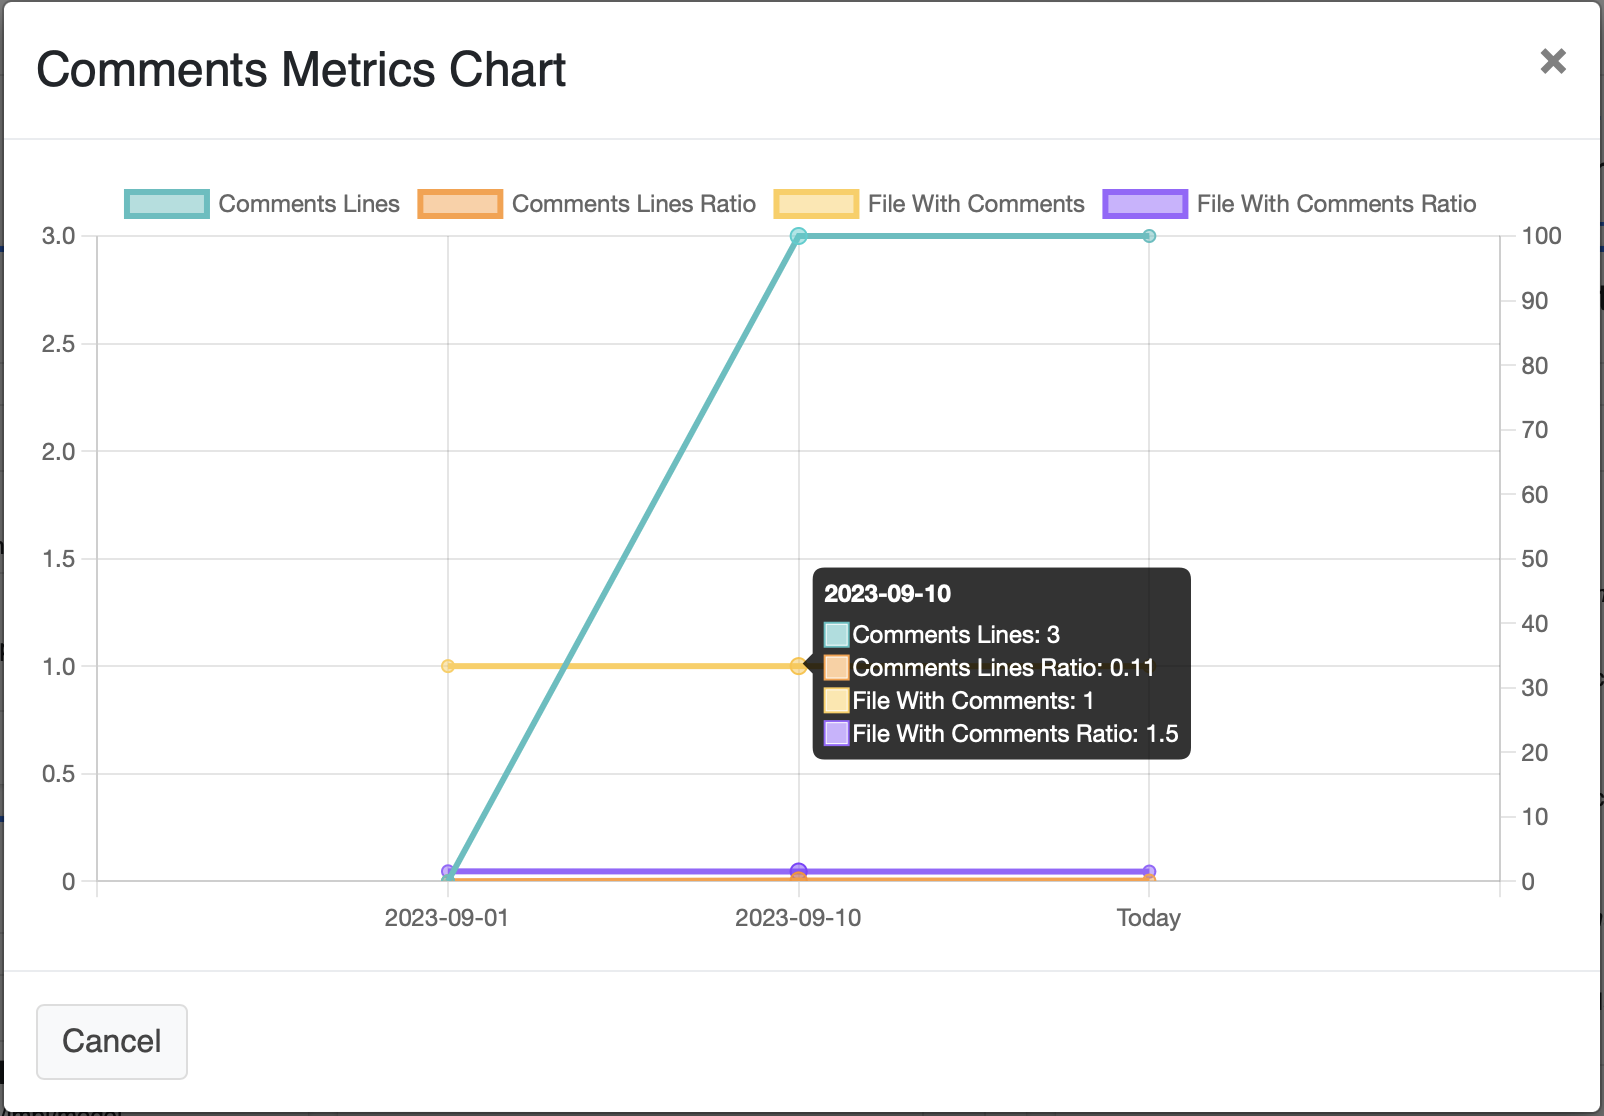 Comments Metrics Chart
Comments Lines
Comments Lines Ratio
File With Comments
File With Comments Ratio
3.0
2.5
2.0
1.5
1.0
0.5
0
100
90
80
70
60
50
40
30
20
10
0
2023-09-10
Comments Lines: 3
Comments Lines Ratio: 0.11
File With Comments: 1
File With Comments Ratio: 1.5
2023-09-01
2023-09-10
Today
Cancel